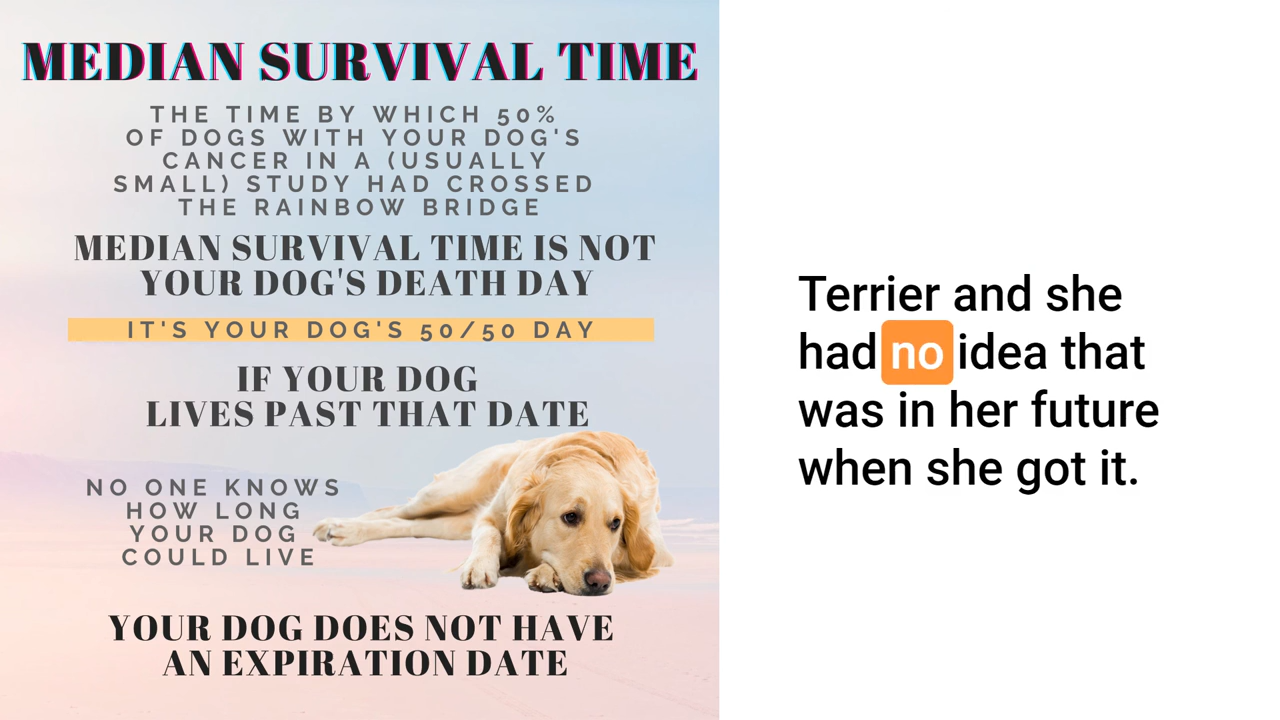 MEDIAN SURVIVAL TIME
THE TIME BY WHICH 50%
OF DOGS WITH YOUR DOG'S
CANCER IN A (USUALLY
SMALL) STUDY HAD CROSSED
THE RAINBOW BRIDGE
MEDIAN SURVIVAL TIME IS NOT
YOUR DOG'S DEATH DAY
IT'S YOUR DOG'S 50/50 DAY
IF YOUR DOG
LIVES PAST THAT DATE
NO ONE KNOWS
HOW LONG
YOUR DOG
COULD LIVE
YOUR DOG DOES NOT HAVE
AN EXPIRATION DATE
Terrier and she
had no idea that
was in her future
when she got it.